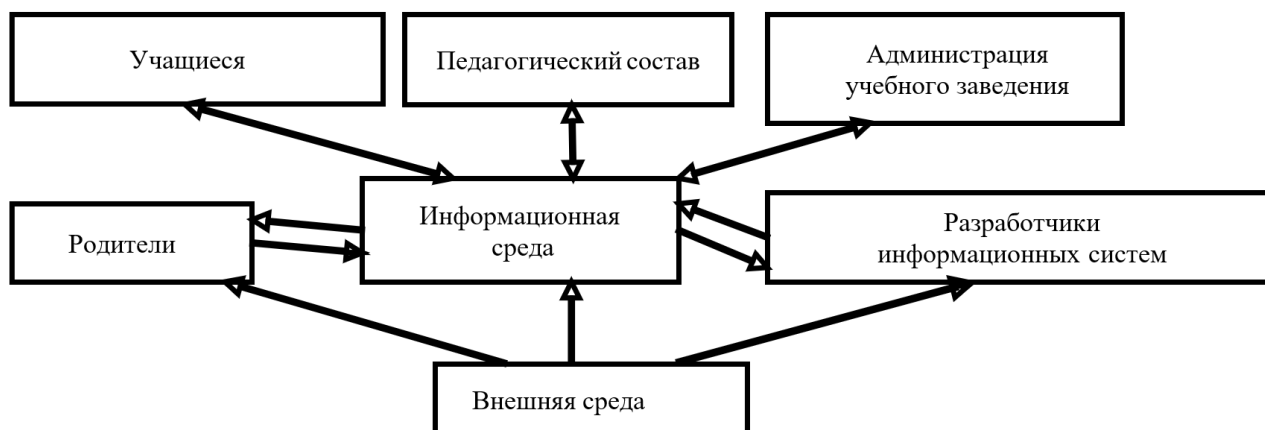 Учащиеся
Педагогический состав
Администрация
учебного заведения
Родители
Информационная
среда
Разработчики
информационных систем
Внешняя среда